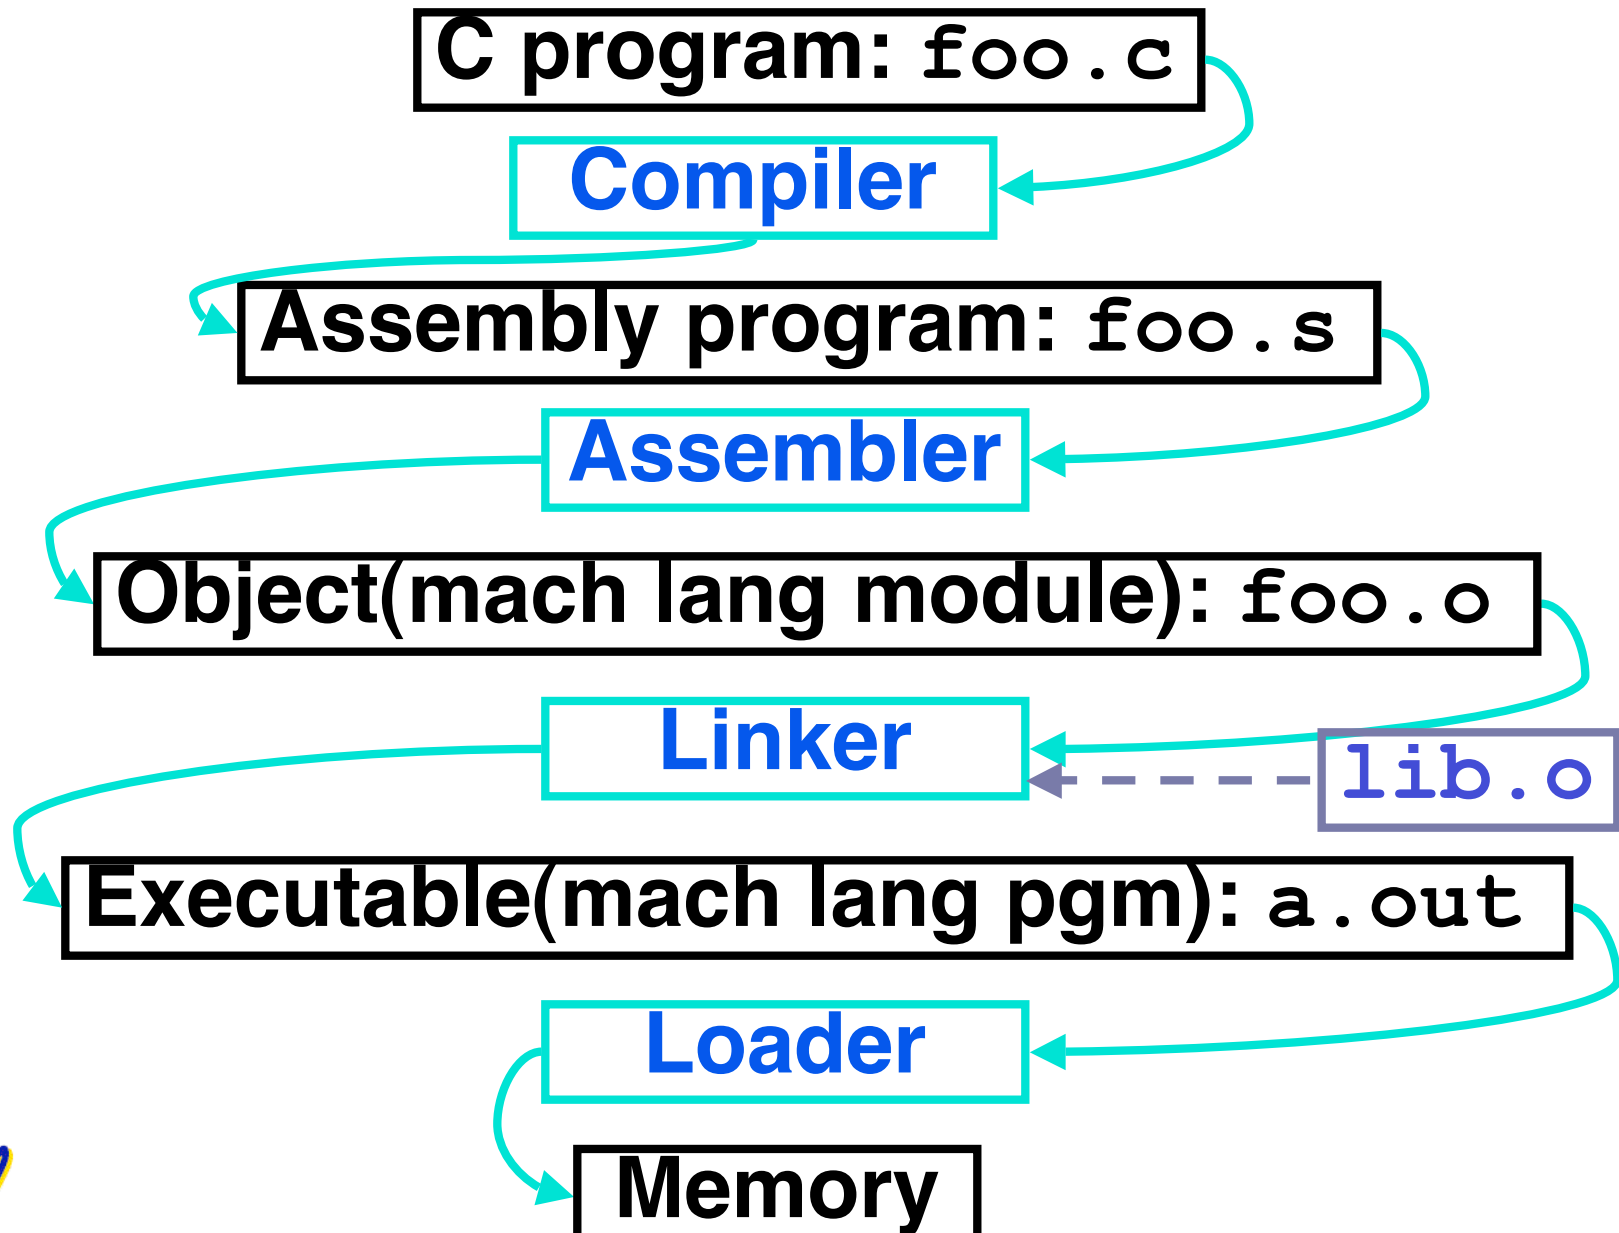 C program: foo.c
Compiler
Assembly program: foo.s
Assembler
Object(mach lang module): foo.o
Linker
lib.o
Executable(mach lang pgm): a.out
Loader
Memory